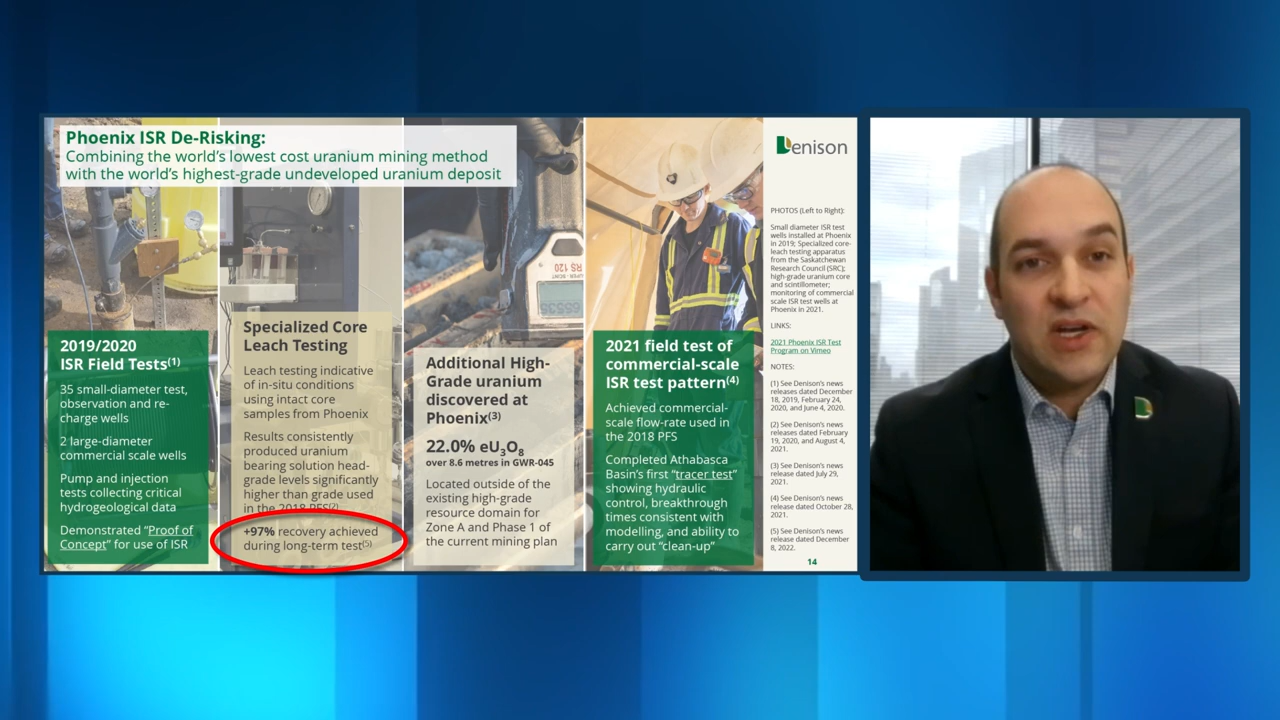 Phoenix ISR De-Risking:
Combining the world's lowest cost uranium mining method
with the world's highest-grade undeveloped uranium deposit
2019/2020
ISR Field Tests(1)
35 small-diameter test,
observation and re-
charge wells
2 large-diameter
commercial scale wells
Pump and injection
tests collecting critical
hydrogeological data
Demonstrated “Proof of
Concept” for use of ISR
Specialized Core
Leach Testing
Leach testing indicative
of in-situ conditions
using intact core
samples from Phoenix
Results consistently
produced uranium
bearing solution head-
grade levels significantly
higher than grade used
in the 2018 PFS(2)
+97% recovery achieved
during long-term test(5)
RS 120
Additional High-
Grade uranium
discovered at
Phoenix(3)
22.0% eU3O8
over 8.6 metres in GWR-045
Located outside of the
existing high-grade
resource domain for
Zone A and Phase 1 of
the current mining plan
2021 field test of
commercial-scale
ISR test pattern(4)
Achieved commercial-
scale flow-rate used in
the 2018 PFS
Completed Athabasca
Basin's first “tracer test”
showing hydraulic
control, breakthrough
times consistent with
modelling, and ability to
carry out “clean-up”
Denison
PHOTOS (Left to Right):
Small diameter ISR test
wells installed at Phoenix
in 2019; Specialized core-
leach testing apparatus
from the Saskatchewan
Research Council (SRC);
high-grade uranium core
and scintillometer;
monitoring of commercial
scale ISR test wells at
Phoenix in 2021.
LINKS:
2021 Phoenix ISR Test
Program on Vimeo
NOTES:
(1) See Denison's news
releases dated December
18, 2019, February 24,
2020, and June 4, 2020.
(2) See Denison's news
releases dated February
19, 2020, and August 4,
2021.
(3) See Denison's news
release dated July 29,
2021.
(4) See Denison's news
release dated October 28,
2021.
(5) See Denison's news
release dated December
8, 2022.
14